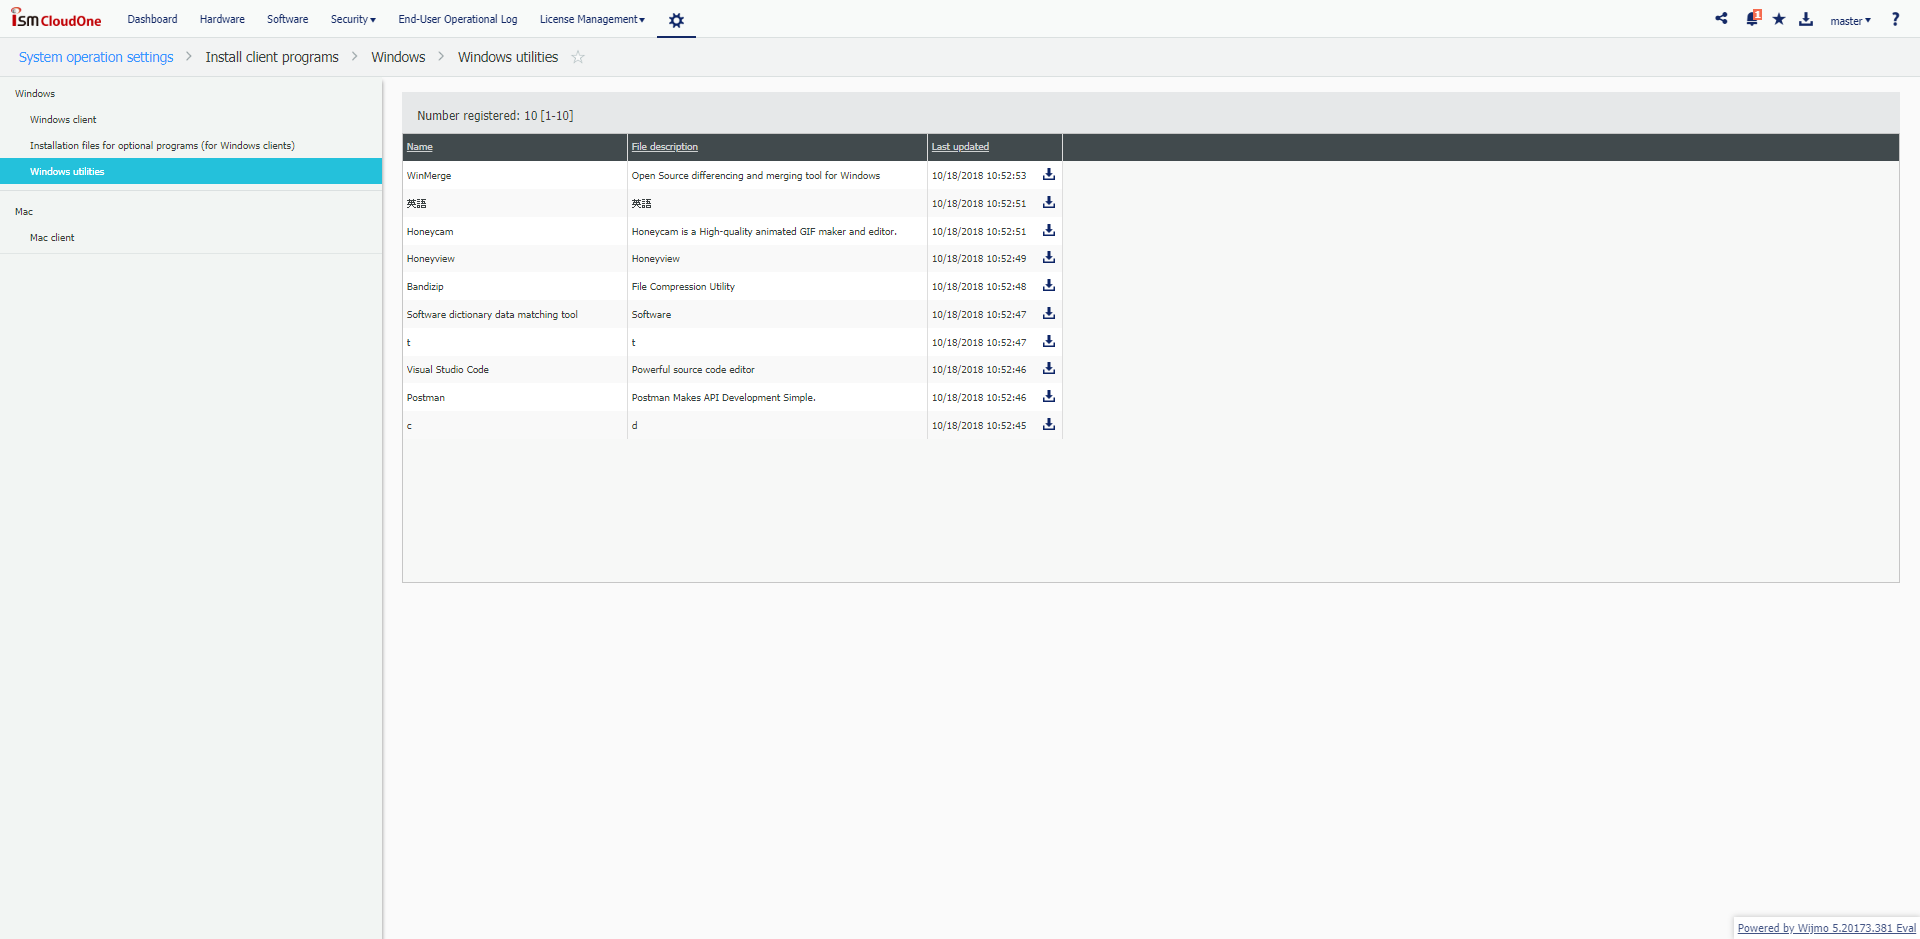 ism CloudOne Dashboard Hardware Software Security End-User Operational Log License Management 1 master ?
System operation settings > Install client programs > Windows > Windows utilities
Windows
Windows client
Installation files for optional programs (for Windows clients)
Windows utilities
Mac
Mac client
Number registered: 10 [1-10]
Name File description Last updated
WinMerge Open Source differencing and merging tool for Windows 10/18/2018 10:52:53
英語 英語 10/18/2018 10:52:51
Honeycam Honeycam is a High-quality animated GIF maker and editor. 10/18/2018 10:52:51
Honeyview Honeyview 10/18/2018 10:52:49
Bandizip File Compression Utility 10/18/2018 10:52:48
Software dictionary data matching tool Software 10/18/2018 10:52:47
t t 10/18/2018 10:52:47
Visual Studio Code Powerful source code editor 10/18/2018 10:52:46
Postman Postman Makes API Development Simple. 10/18/2018 10:52:46
c d 10/18/2018 10:52:45
Powered by Wijmo 5.20173.381 Eval